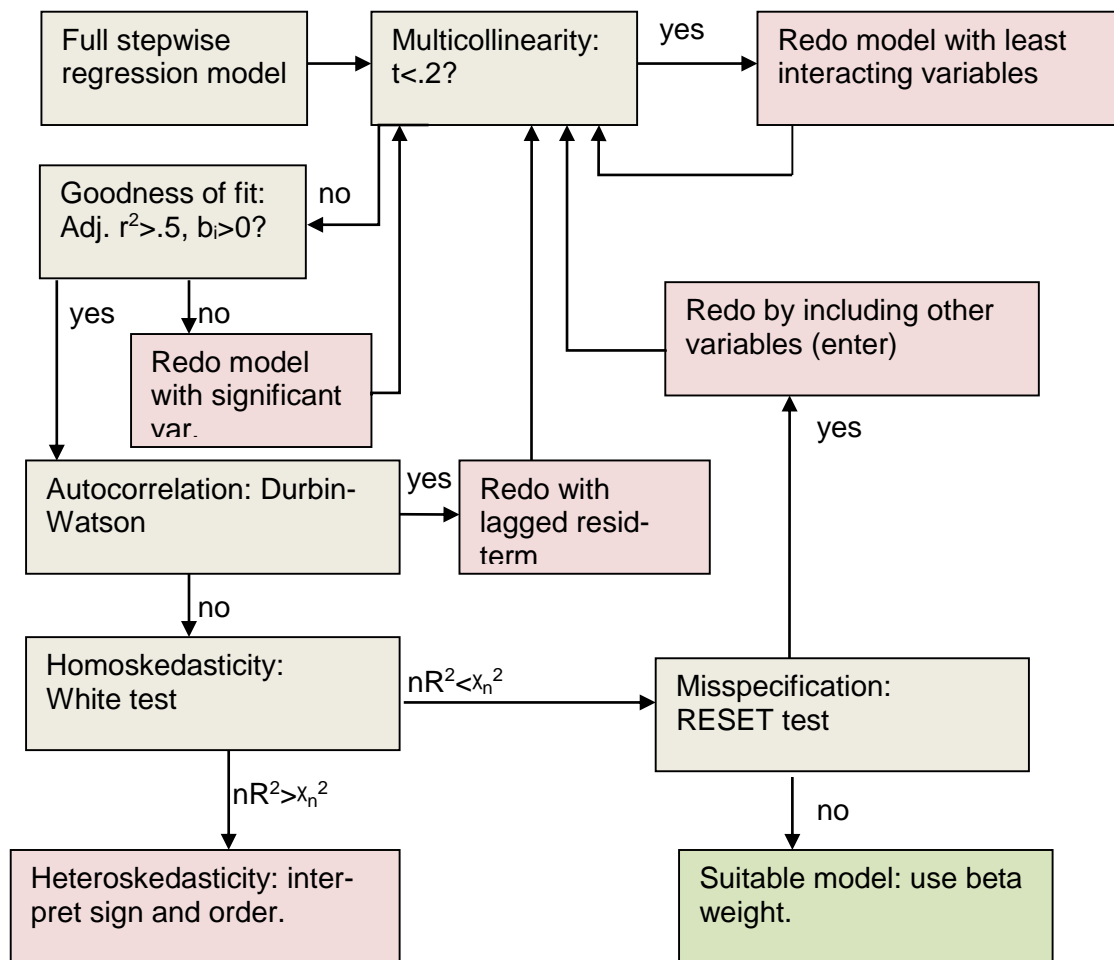 Full stepwise
regression model
Multicollinearity:
t<.2?
yes
Redo model with least
interacting variables
Goodness of fit:
Adj. r²>.5, bᵢ>0?
no
yes
no
Redo model
with significant
var.
Redo by including other
variables (enter)
yes
Autocorrelation: Durbin-
Watson
yes
Redo with
lagged resid-
term
no
Homoskedasticity:
White test
nR²<χₙ²
Misspecification:
RESET test
nR²>χₙ²
no
Heteroskedasticity: inter-
pret sign and order.
Suitable model: use beta
weight.